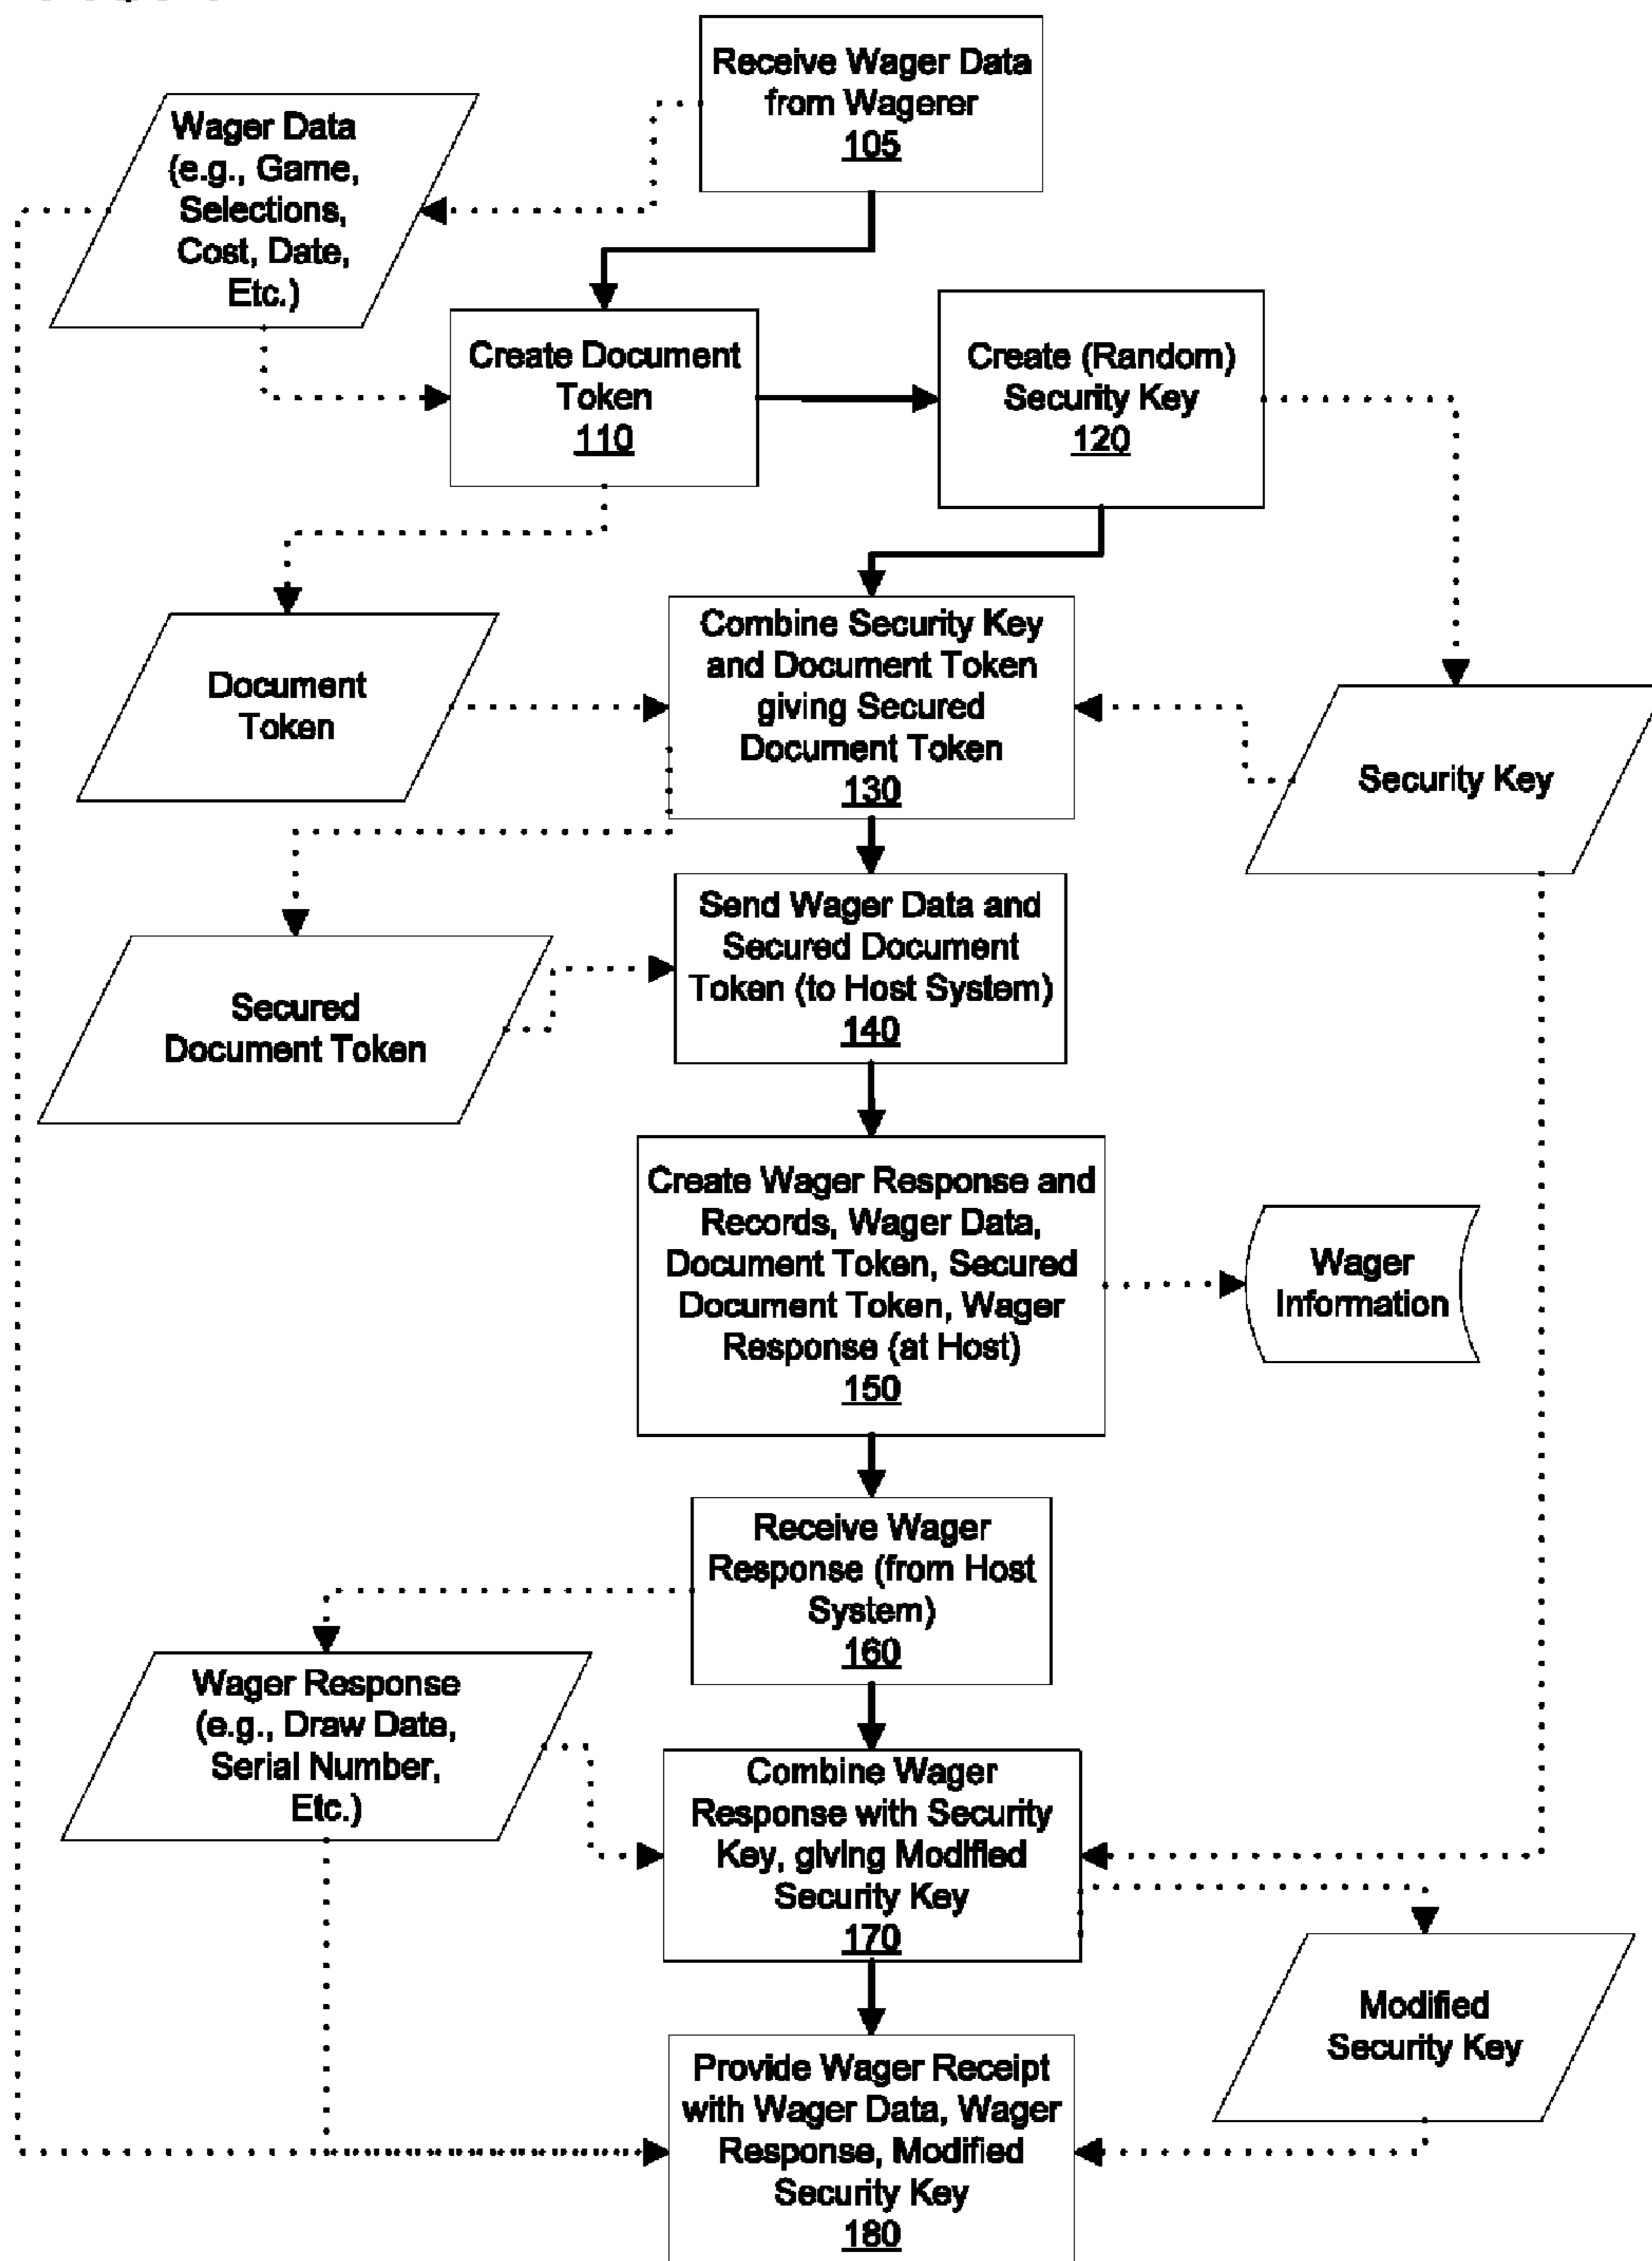 Receive Wager Data
from Wagerer
105
Wager Data
(e.g., Game,
Selections,
Cost, Date,
Etc.)
Create Document
Token
110
Create (Random)
Security Key
120
Document
Token
Combine Security Key
and Document Token
giving Secured
Document Token
130
Security Key
Send Wager Data and
Secured Document
Token (to Host System)
140
Secured
Document Token
Create Wager Response and
Records, Wager Data,
Document Token, Secured
Document Token, Wager
Response (at Host)
150
Wager
Information
Receive Wager
Response (from Host
System)
160
Wager Response
(e.g., Draw Date,
Serial Number,
Etc.)
Combine Wager
Response with Security
Key, giving Modified
Security Key
170
Modified
Security Key
Provide Wager Receipt
with Wager Data, Wager
Response, Modified
Security Key
180